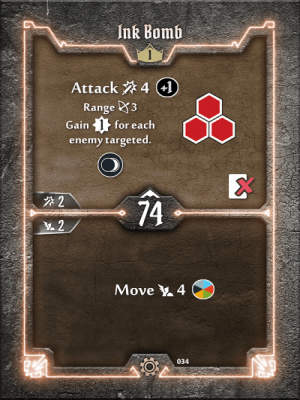 Ink Bomb
1
Attack 4 +1
Range 3
Gain 1 for each
enemy targeted.
2
74
2
Move 4
034